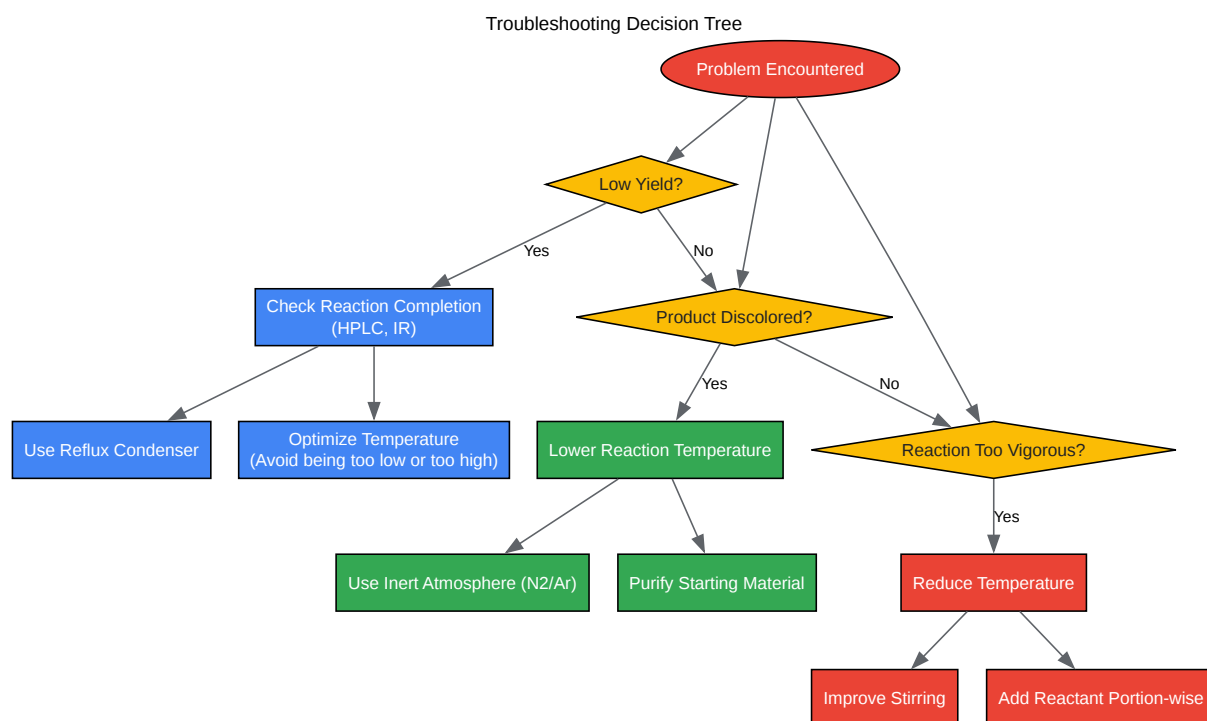 Troubleshooting Decision Tree
Problem Encountered
Low Yield?
Yes
No
Check Reaction Completion
(HPLC, IR)
Product Discolored?
Yes
No
Use Reflux Condenser
Optimize Temperature
(Avoid being too low or too high)
Lower Reaction Temperature
Reaction Too Vigorous?
Yes
Use Inert Atmosphere (N2/Ar)
Purify Starting Material
Reduce Temperature
Improve Stirring
Add Reactant Portion-wise